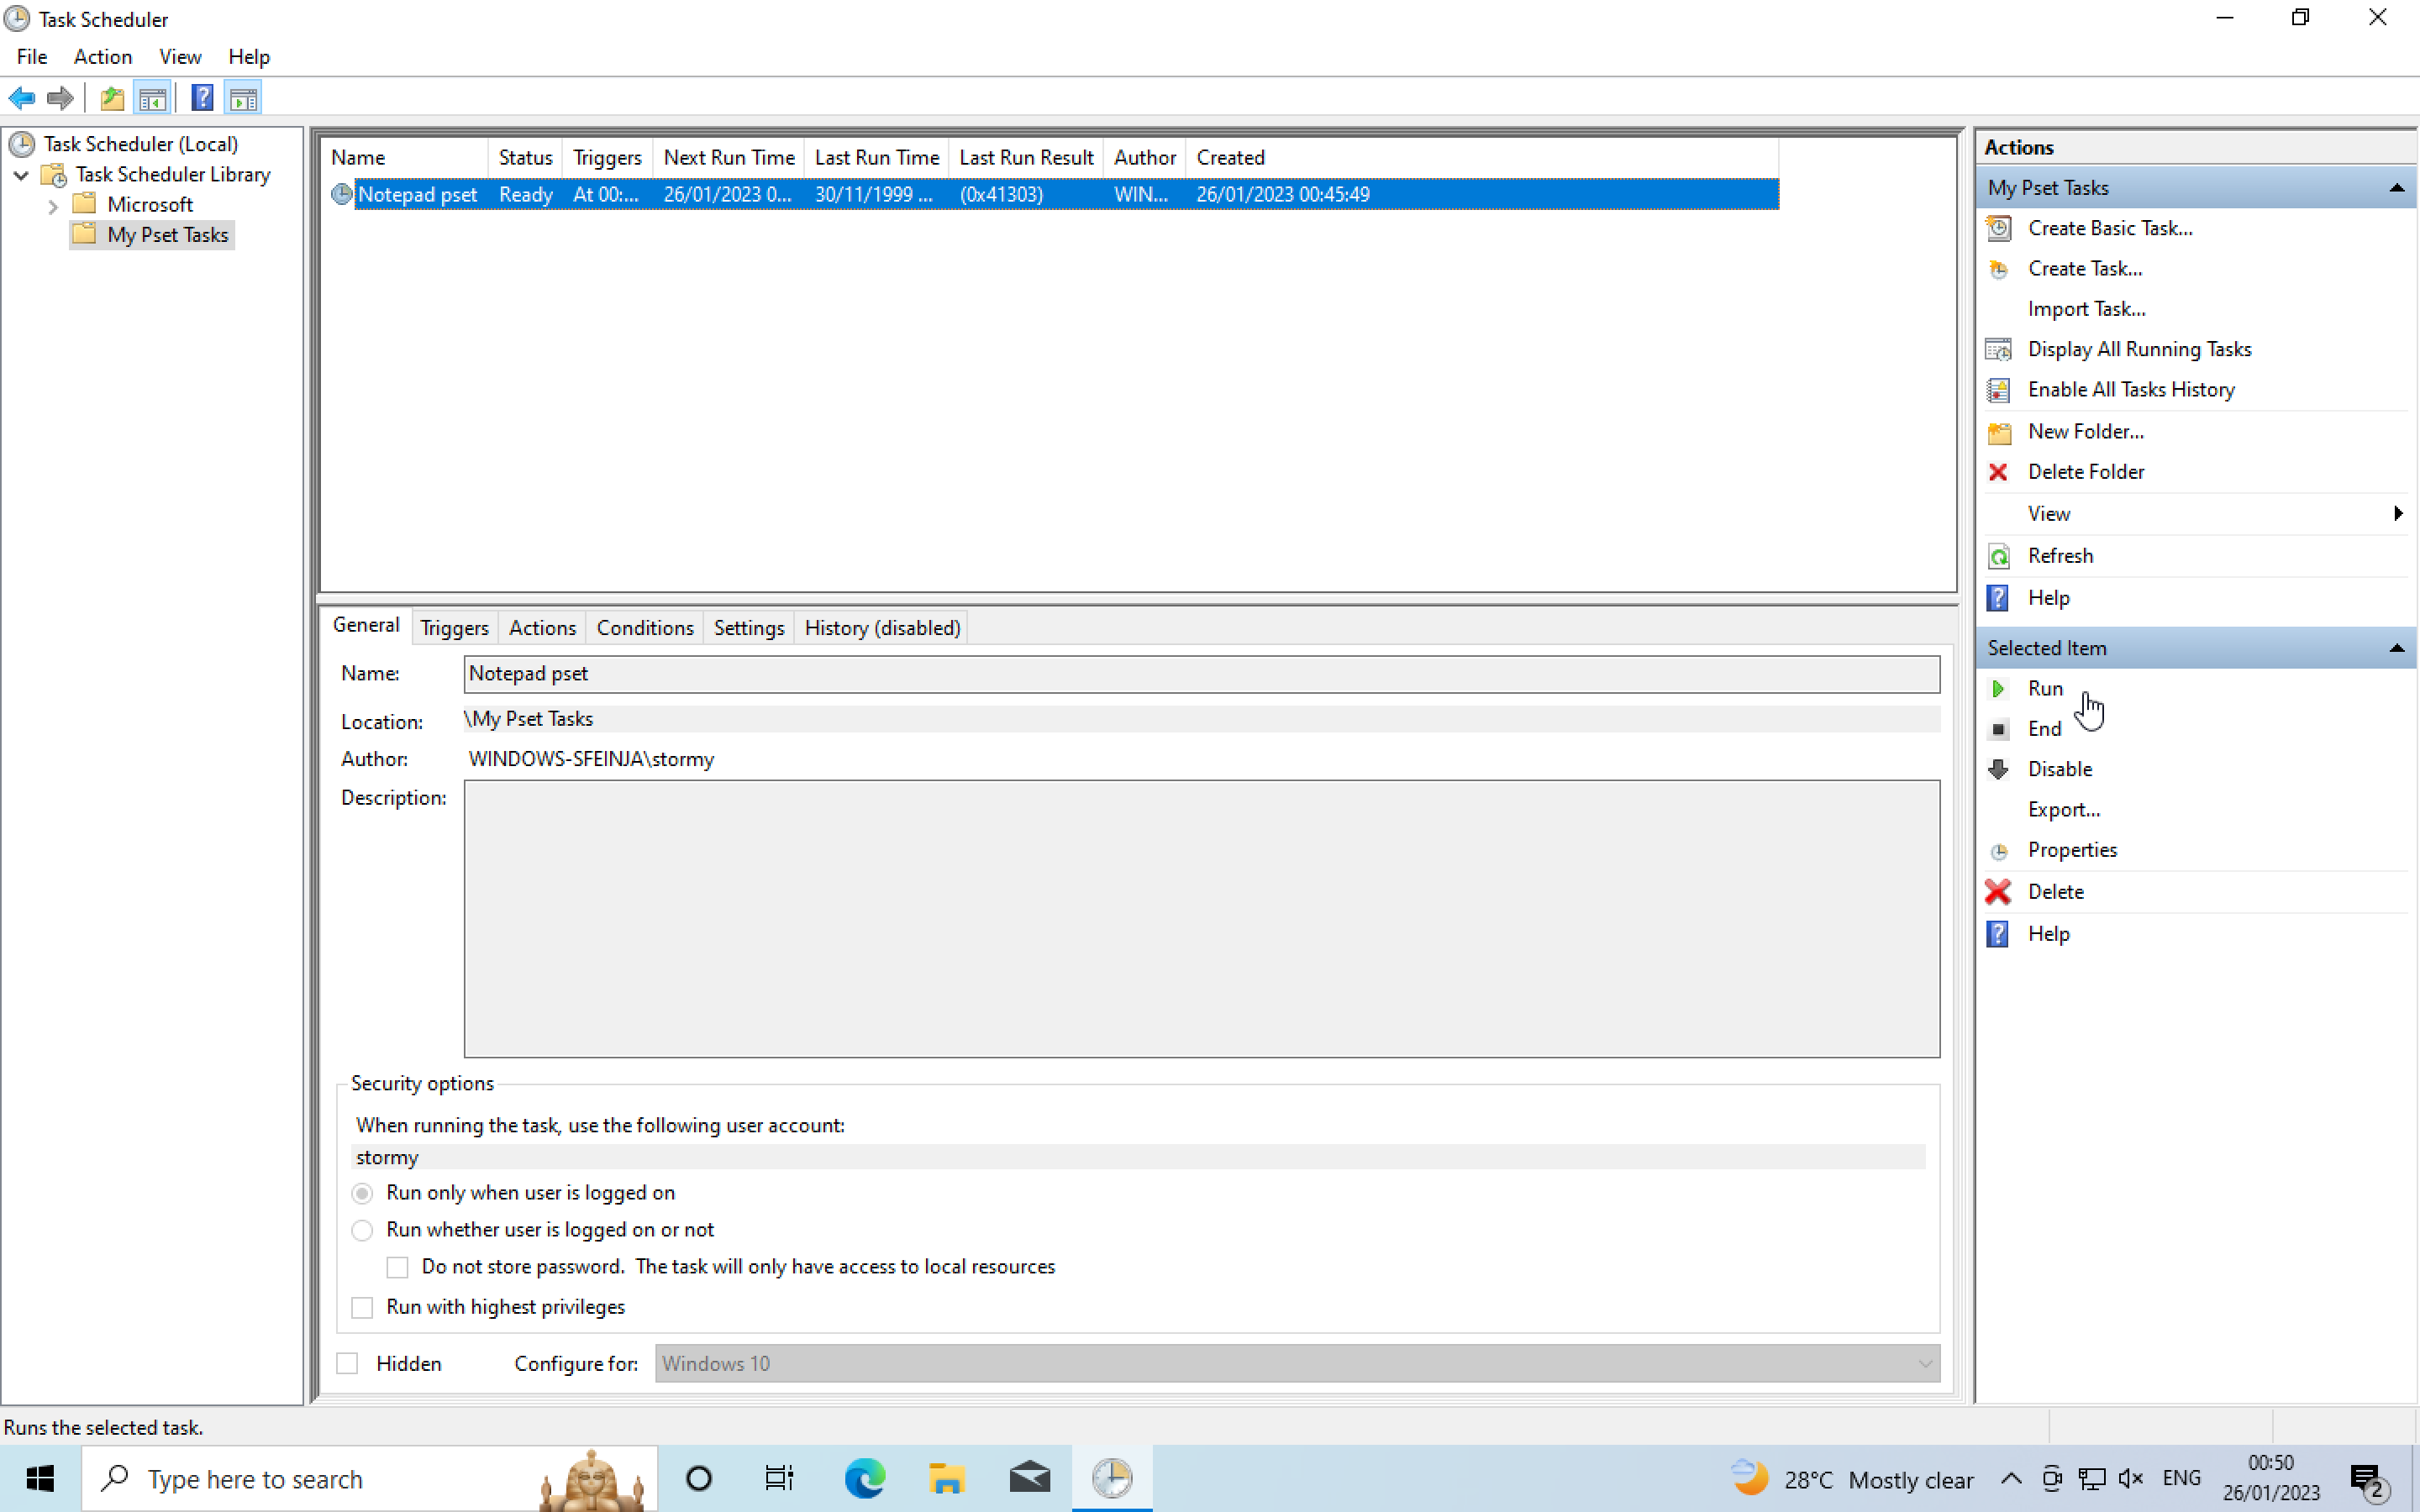 Task Scheduler
File Action View Help
Task Scheduler (Local)
Task Scheduler Library
Microsoft
My Pset Tasks
Name Status Triggers Next Run Time Last Run Time Last Run Result Author Created
Notepad pset Ready At 00:... 26/01/2023 0... 30/11/1999 ... (0x41303) WIN... 26/01/2023 00:45:49
General Triggers Actions Conditions Settings History (disabled)
Name: Notepad pset
Location: \My Pset Tasks
Author: WINDOWS-SFEINJA\stormy
Description:
Security options
When running the task, use the following user account:
stormy
Run only when user is logged on
Run whether user is logged on or not
Do not store password. The task will only have access to local resources
Run with highest privileges
Hidden Configure for: Windows 10
Actions
My Pset Tasks
Create Basic Task...
Create Task...
Import Task...
Display All Running Tasks
Enable All Tasks History
New Folder...
Delete Folder
View
Refresh
Help
Selected Item
Run
End
Disable
Export...
Properties
Delete
Help
Runs the selected task.
Type here to search
28°C Mostly clear
ENG
00:50
26/01/2023
2